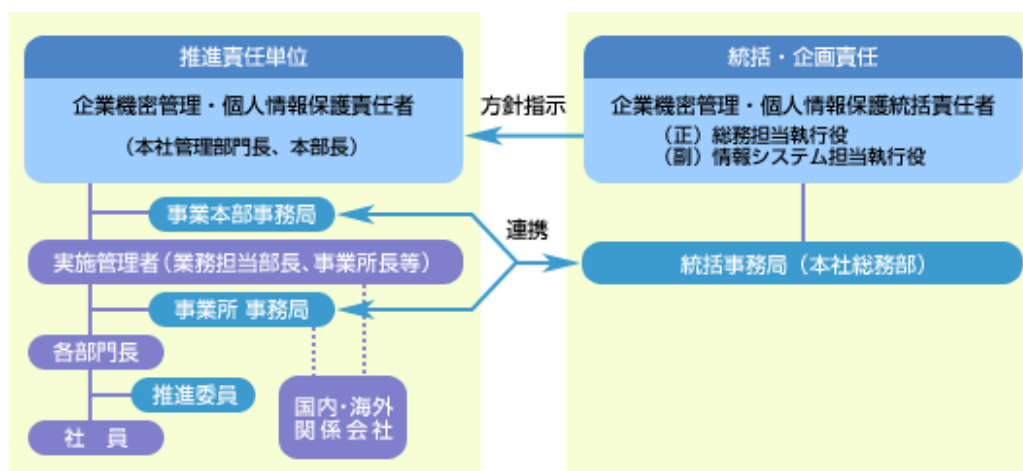 推進責任単位
企業機密管理・個人情報保護責任者
(本社管理部門長、本部長)
事業本部事務局
実施管理者(業務担当部長、事業所長等)
事業所 事務局
各部門長
推進委員
社 員
国内・海外
関係会社
方針指示
連携
統括・企画責任
企業機密管理・個人情報保護統括責任者
(正)総務担当執行役
(副)情報システム担当執行役
統括事務局(本社総務部)